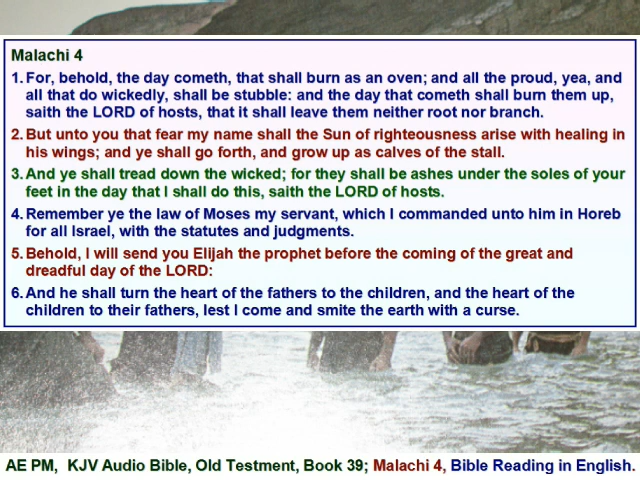 Malachi 4
1. For, behold, the day cometh, that shall burn as an oven; and all the proud, yea, and
all that do wickedly, shall be stubble: and the day that cometh shall burn them up,
saith the LORD of hosts, that it shall leave them neither root nor branch.
2. But unto you that fear my name shall the Sun of righteousness arise with healing in
his wings; and ye shall go forth, and grow up as calves of the stall.
3. And ye shall tread down the wicked; for they shall be ashes under the soles of your
feet in the day that I shall do this, saith the LORD of hosts.
4. Remember ye the law of Moses my servant, which I commanded unto him in Horeb
for all Israel, with the statutes and judgments.
5. Behold, I will send you Elijah the prophet before the coming of the great and
dreadful day of the LORD:
6. And he shall turn the heart of the fathers to the children, and the heart of the
children to their fathers, lest I come and smite the earth with a curse.
AE PM, KJV Audio Bible, Old Testment, Book 39; Malachi 4, Bible Reading in English.